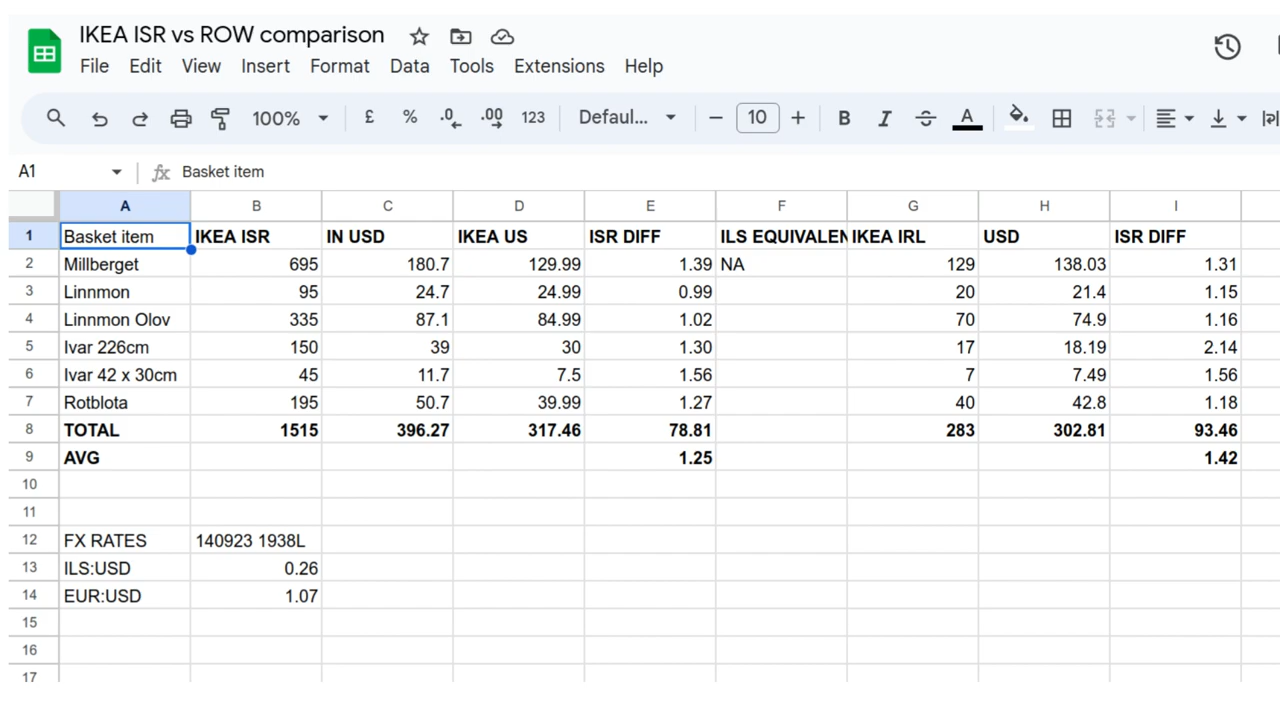 IKEA ISR vs ROW comparison
File Edit View Insert Format Data Tools Extensions Help
100% £ % .0 .00 123 Defaul... − 10 + B I S A
A1 fx Basket item
A B C D E F G H I
1 Basket item IKEA ISR IN USD IKEA US ISR DIFF ILS EQUIVALEN IKEA IRL USD ISR DIFF
2 Millberget 695 180.7 129.99 1.39 NA 129 138.03 1.31
3 Linnmon 95 24.7 24.99 0.99 20 21.4 1.15
4 Linnmon Olov 335 87.1 84.99 1.02 70 74.9 1.16
5 Ivar 226cm 150 39 30 1.30 17 18.19 2.14
6 Ivar 42 x 30cm 45 11.7 7.5 1.56 7 7.49 1.56
7 Rotblota 195 50.7 39.99 1.27 40 42.8 1.18
8 TOTAL 1515 396.27 317.46 78.81 283 302.81 93.46
9 AVG 1.25 1.42
10
11
12 FX RATES 140923 1938L
13 ILS:USD 0.26
14 EUR:USD 1.07
15
16
17